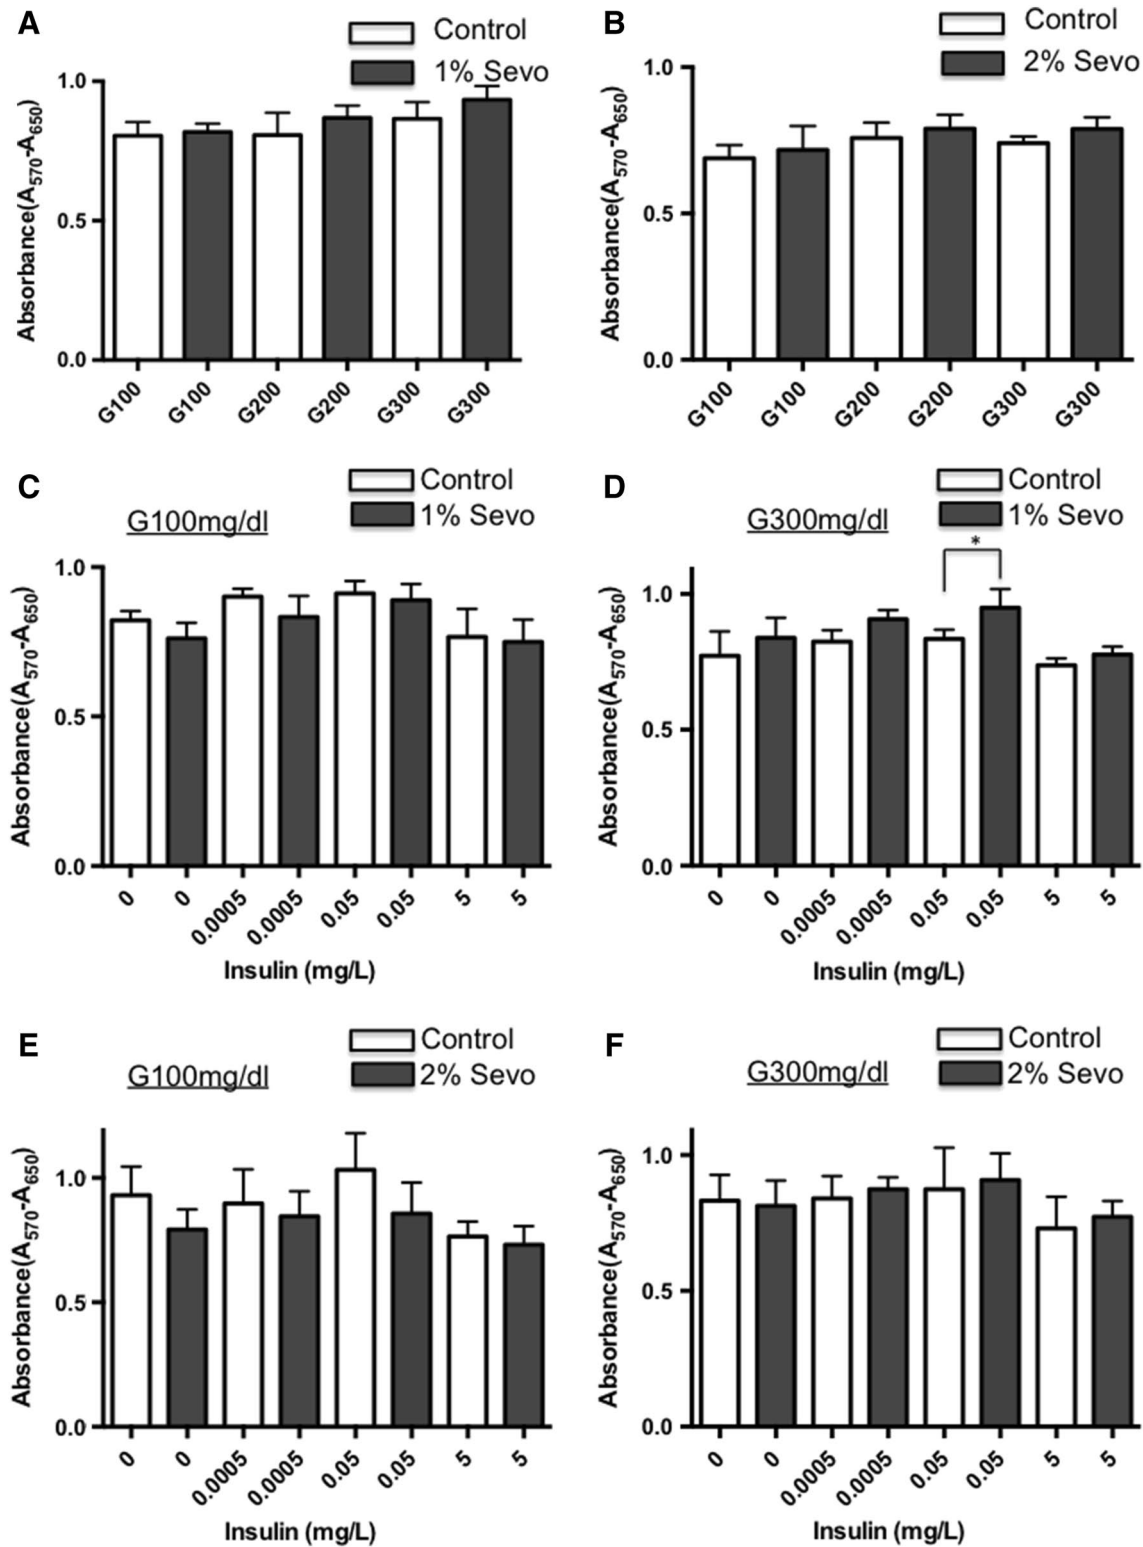 A
Control
1% Sevo
Absorbance(A570-A650)
1.0
0.5
0.0
G100
G100
G200
G200
G300
G300
B
Control
2% Sevo
Absorbance(A570-A650)
1.0
0.5
0.0
G100
G100
G200
G200
G300
G300
C
G100mg/dl
Control
1% Sevo
Absorbance(A570-A650)
1.0
0.5
0.0
0
0
0.0005
0.0005
0.05
0.05
5
5
Insulin (mg/L)
D
G300mg/dl
Control
1% Sevo
*
Absorbance(A570-A650)
1.0
0.5
0.0
0
0
0.0005
0.0005
0.05
0.05
5
5
Insulin (mg/L)
E
G100mg/dl
Control
2% Sevo
Absorbance(A570-A650)
1.0
0.5
0.0
0
0
0.0005
0.0005
0.05
0.05
5
5
Insulin (mg/L)
F
G300mg/dl
Control
2% Sevo
Absorbance(A570-A650)
1.0
0.5
0.0
0
0
0.0005
0.0005
0.05
0.05
5
5
Insulin (mg/L)